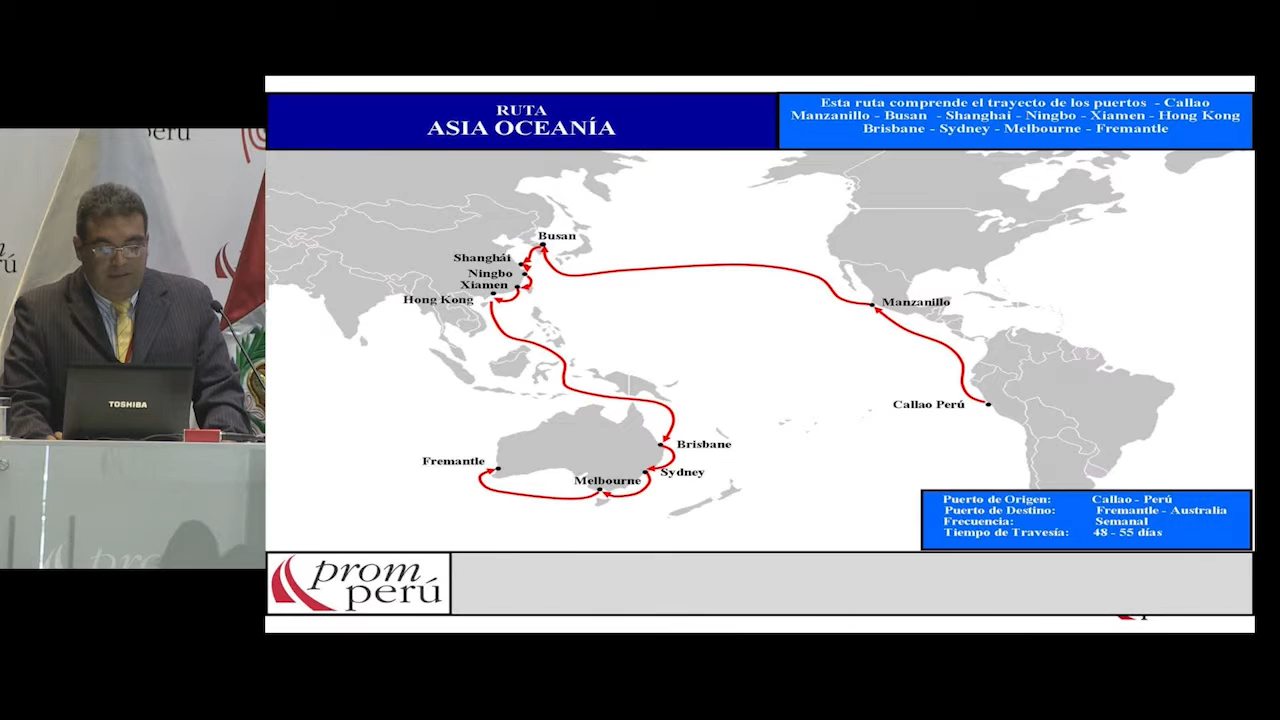 RUTA
ASIA OCEANÍA
Esta ruta comprende el trayecto de los puertos - Callao
Manzanillo - Busan - Shanghai - Ningbo - Xiamen - Hong Kong
Brisbane - Sydney - Melbourne - Fremantle
perú
Busan
Shanghái
Ningbo
Xiamen
Hong Kong
Manzanillo
Callao Perú
Brisbane
Fremantle
Sydney
Melbourne
TOSHIBA
Puerto de Origen: Callao - Perú
Puerto de Destino: Fremantle - Australia
Frecuencia: Semanal
Tiempo de Travesía: 48 - 55 días
prom
perú